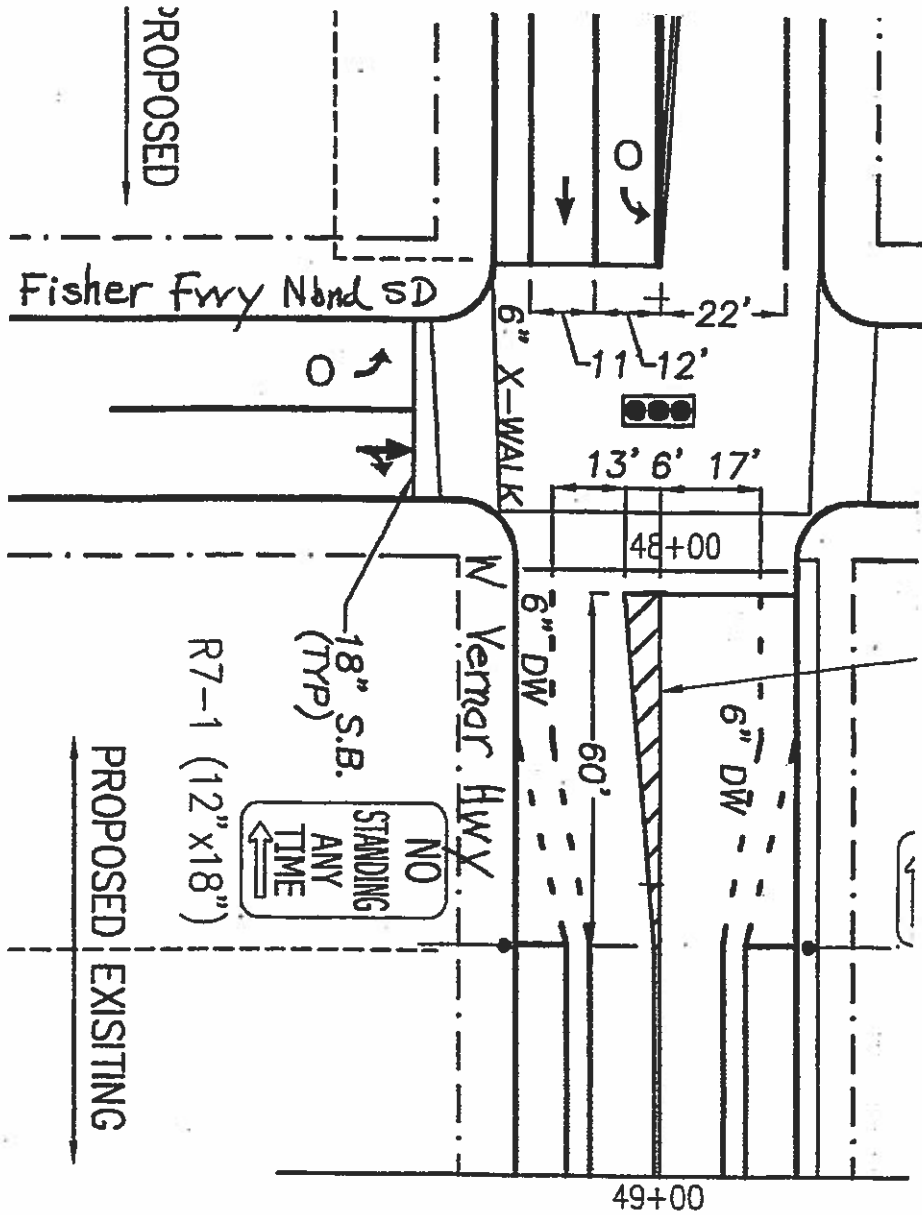 PROPOSED
O
Fisher Fwy Nbnd SD
22'
11
12'
6" X-WALK
O
13' 6' 17'
48+00
W Vernor Hwy
6" DW
6" DW
18" S.B.
(TYP)
60'
R7-1 (12"x18")
NO
STANDING
ANY
TIME
PROPOSED
EXISITING
49+00